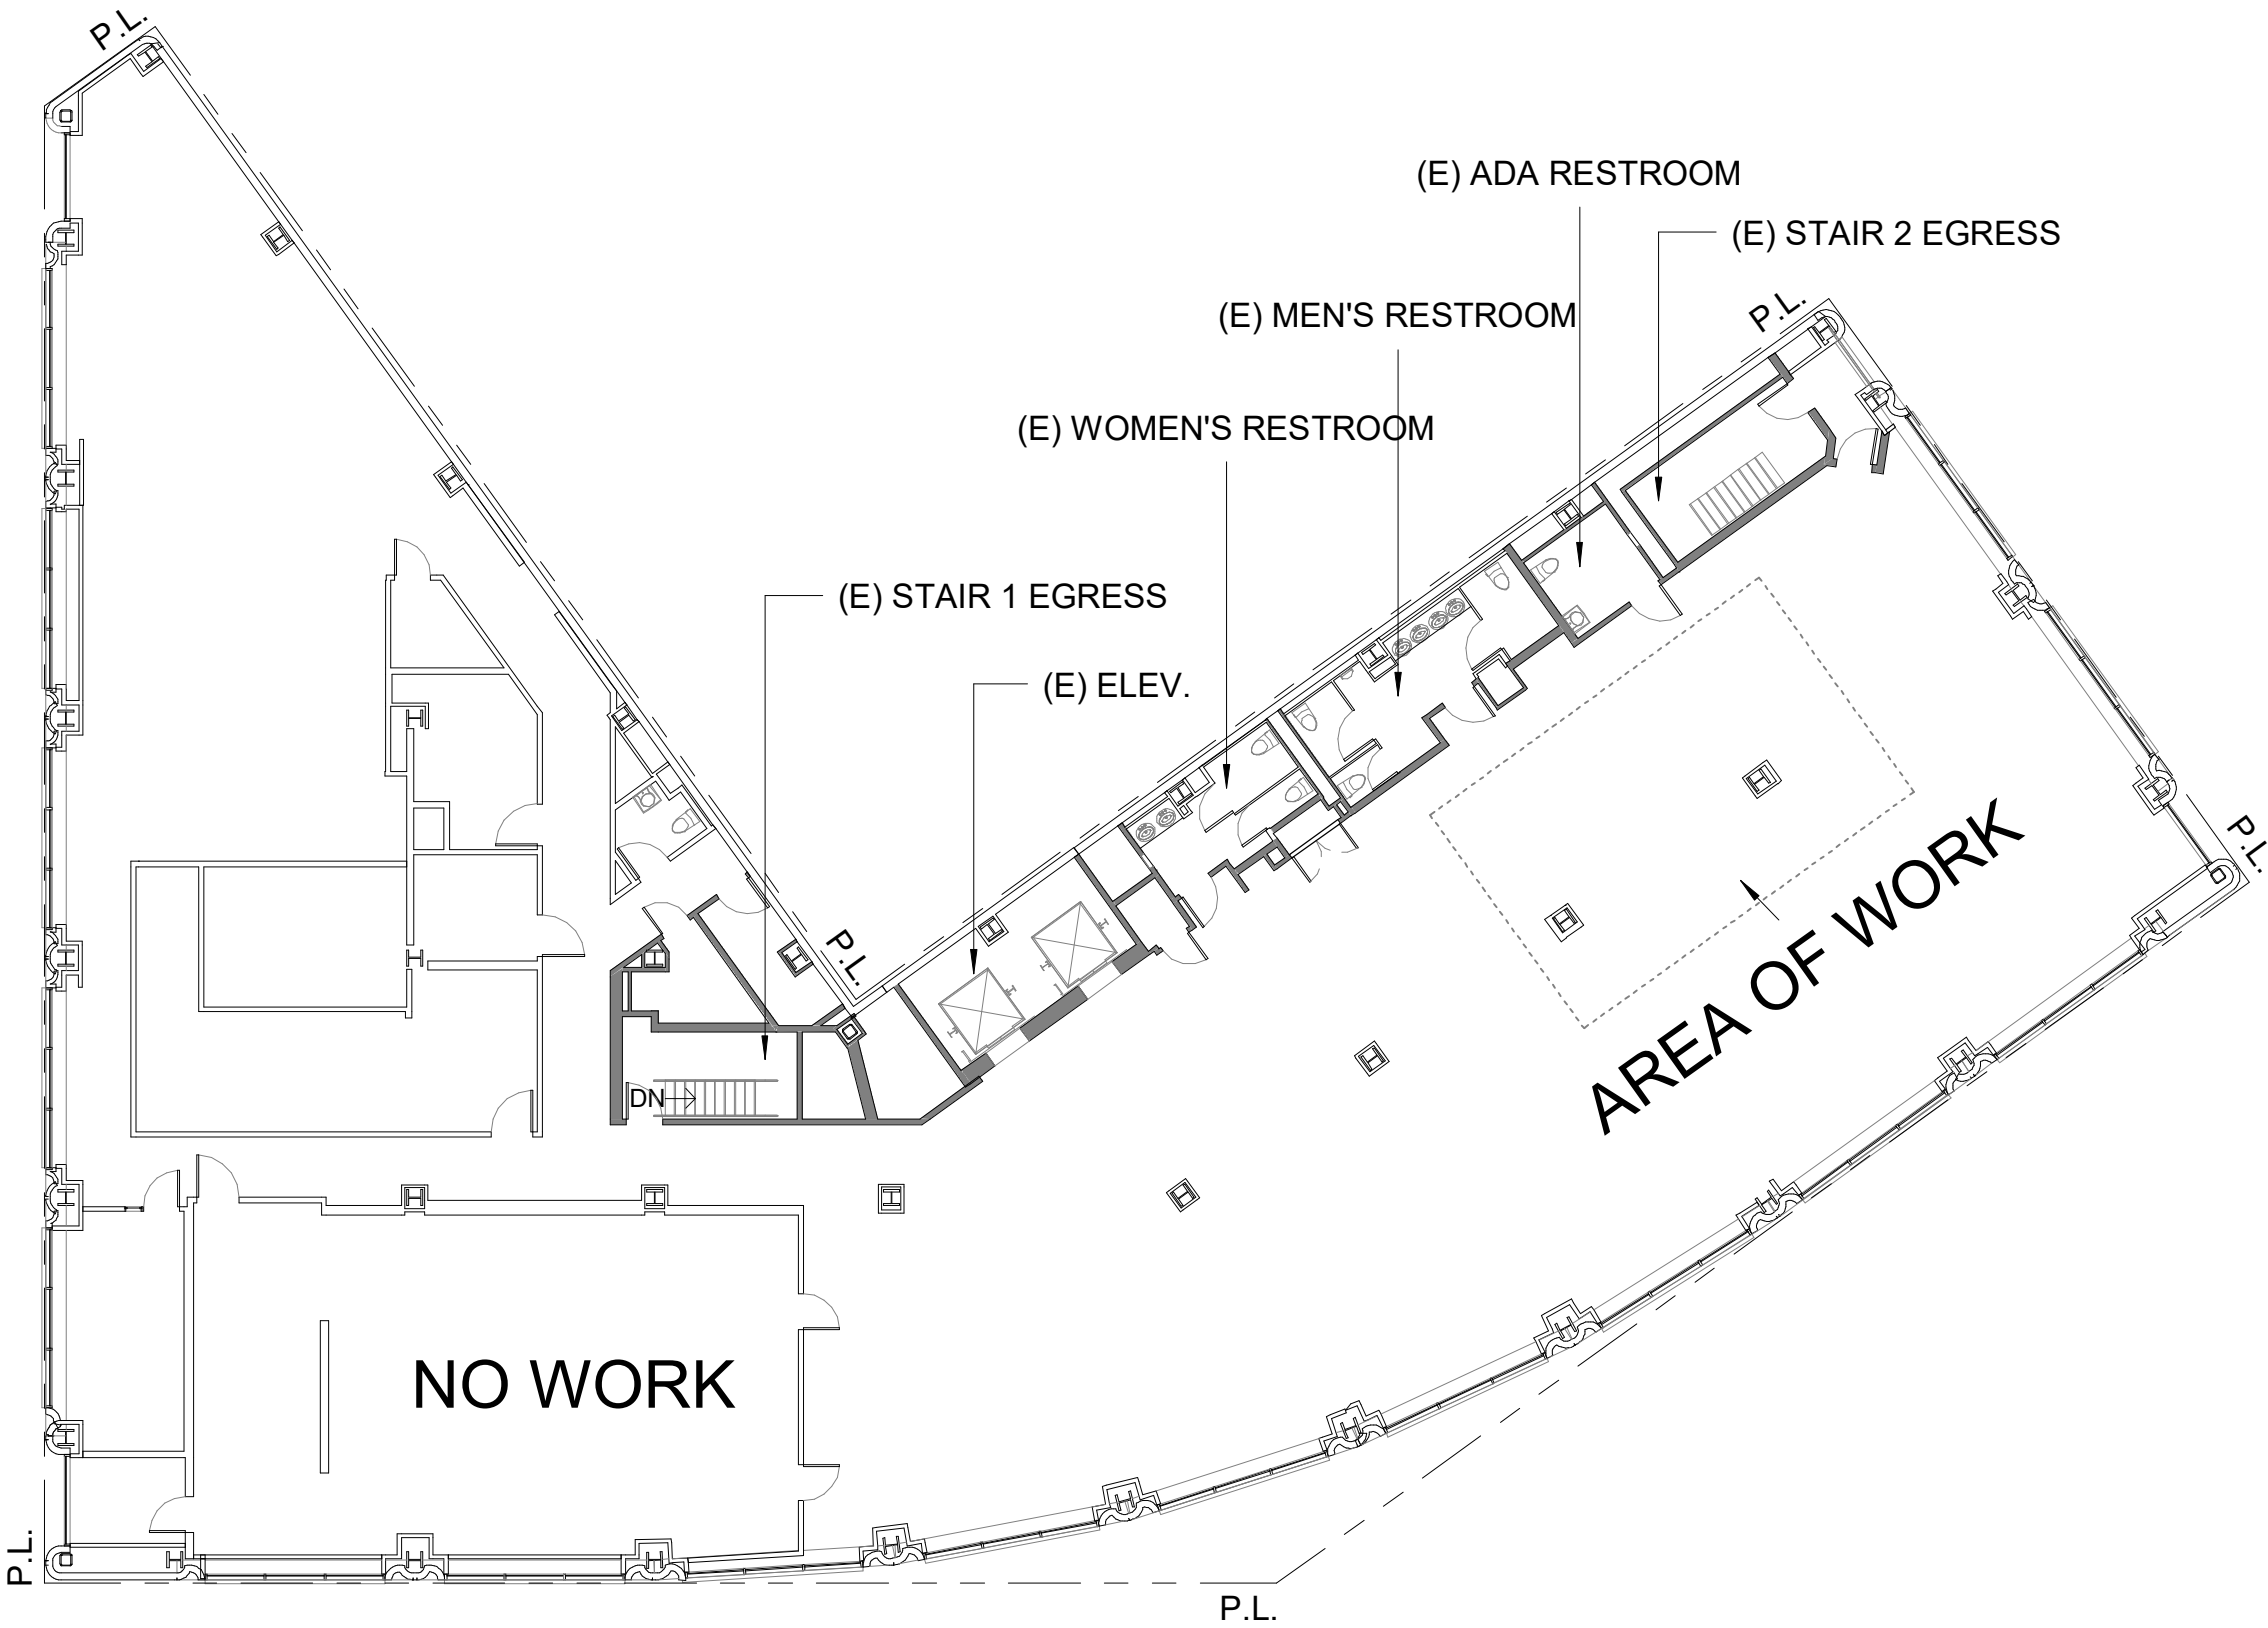 P.L.
(E) ADA RESTROOM
(E) STAIR 2 EGRESS
P.L.
(E) MEN'S RESTROOM
(E) WOMEN'S RESTROOM
(E) STAIR 1 EGRESS
(E) ELEV.
P.L.
P.L.
AREA OF WORK
DN
NO WORK
P.L.
P.L.